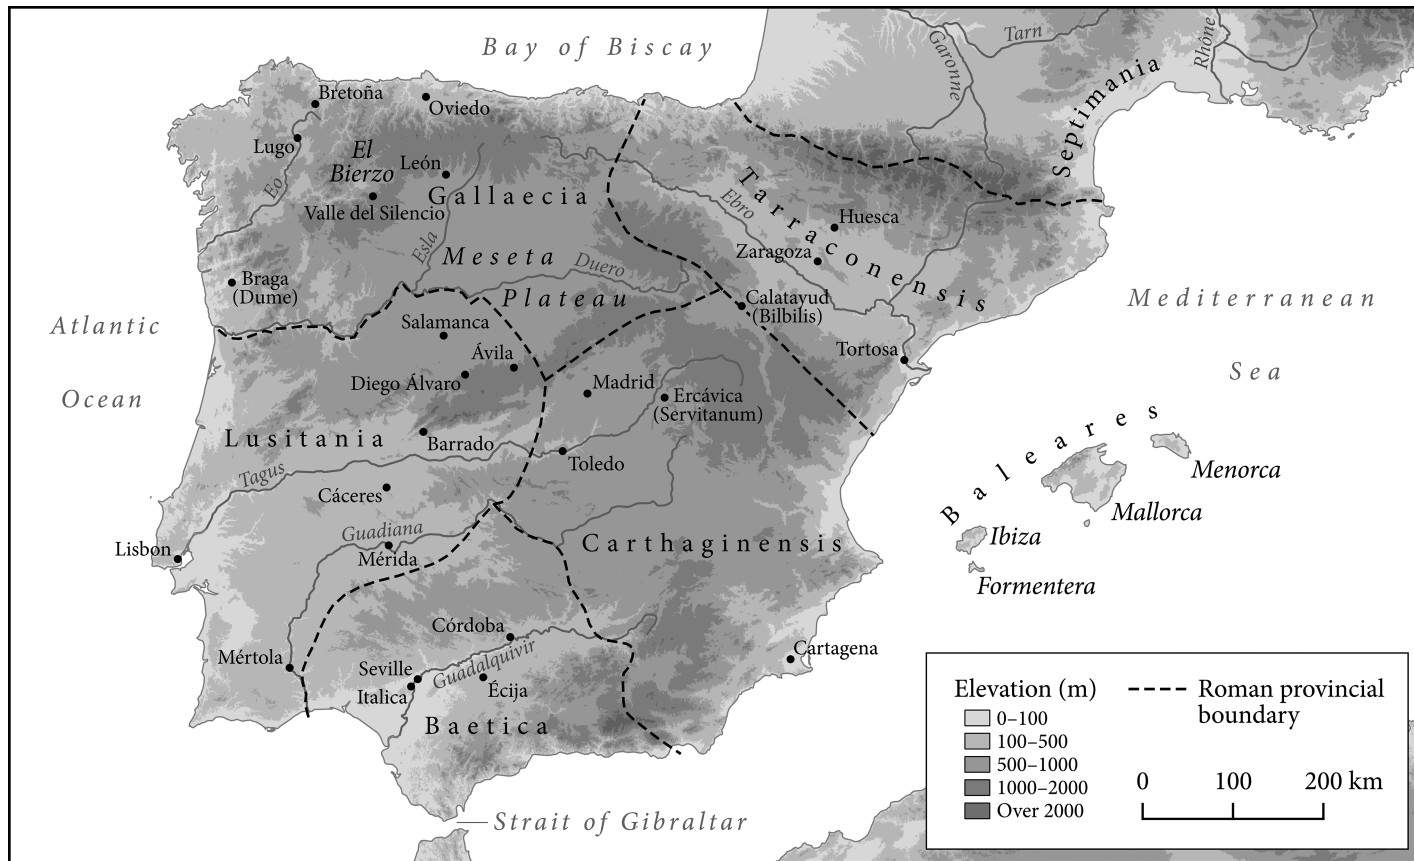 Bay of Biscay
Garonne
Tarn
Rhône
Septimania
Bretoña
Oviedo
Lugo
El
Bierzo
León
Eo
Valle del Silencio
Gallaecia
Esla
Meseta
Plateau
Duero
Tarraconensis
Ebro
Huesca
Zaragoza
Braga
(Dume)
Calatayud
(Bilbilis)
Mediterranean
Sea
Atlantic
Ocean
Salamanca
Ávila
Diego Álvaro
Tortosa
Madrid
Ercávica
(Servitanum)
Lusitania
Barrado
Tagus
Toledo
Cáceres
Baleares
Menorca
Mallorca
Ibiza
Formentera
Guadiana
Mérida
Lisbon
Carthaginensis
Córdoba
Guadalquivir
Mértola
Seville
Italica
Écija
Cartagena
Baetica
Strait of Gibraltar
Elevation (m)
0–100
100–500
500–1000
1000–2000
Over 2000
Roman provincial
boundary
0 100 200 km